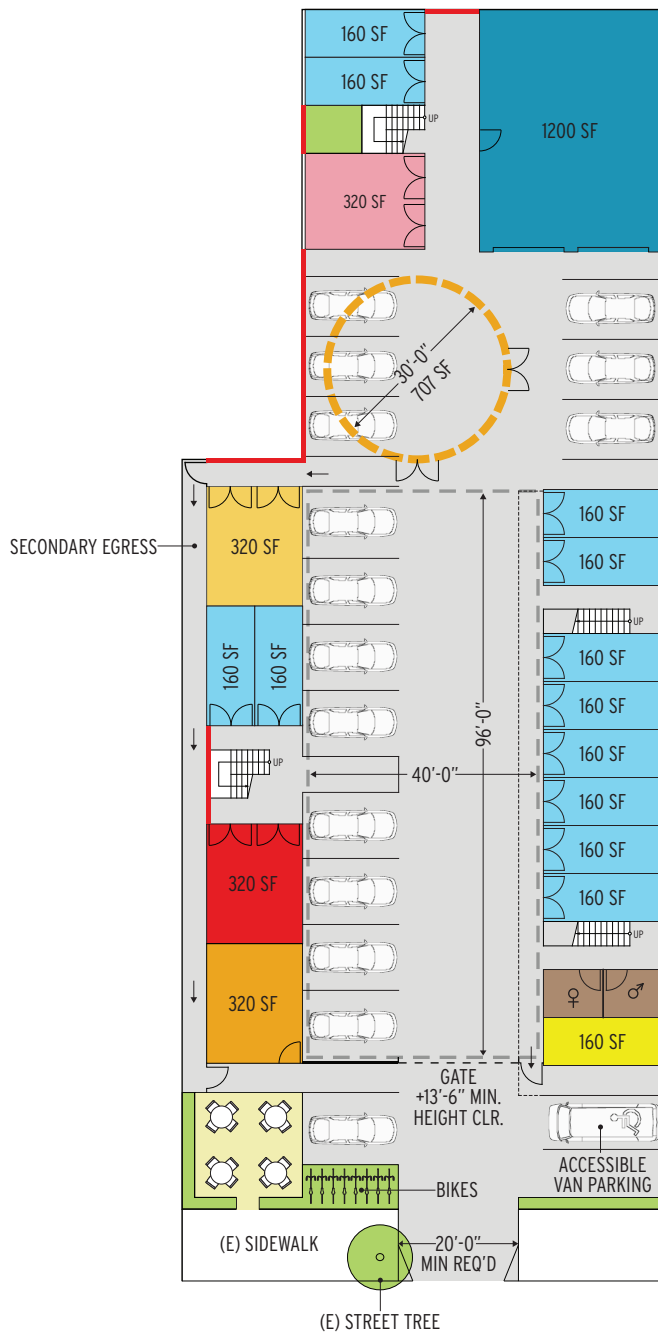 160 SF
160 SF
UP
1200 SF
320 SF
30'-0"
707 SF
160 SF
SECONDARY EGRESS
320 SF
160 SF
160 SF
160 SF
UP
160 SF
96'-0"
160 SF
UP
160 SF
40'-0"
160 SF
320 SF
160 SF
160 SF
UP
320 SF
♀
♂
160 SF
GATE
+13'-6" MIN.
HEIGHT CLR.
ACCESSIBLE
VAN PARKING
BIKES
(E) SIDEWALK
20'-0"
MIN REQ'D
(E) STREET TREE